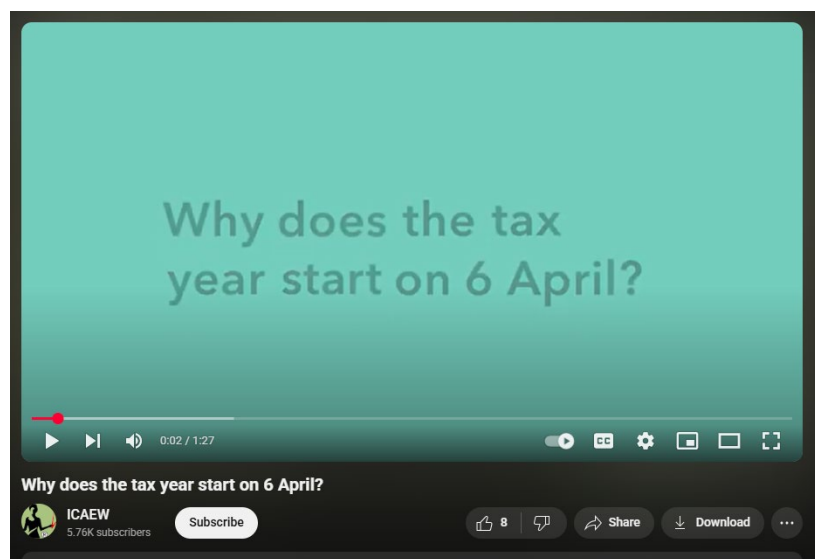 Why does the tax
year start on 6 April?
0:02 / 1:27
CC
Why does the tax year start on 6 April?
ICAEW
5.76K subscribers
Subscribe
8
Share
Download